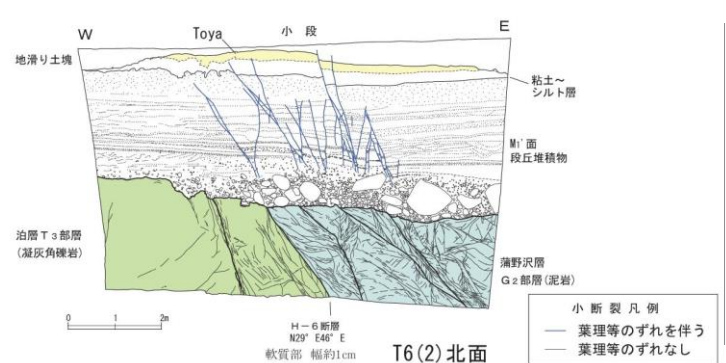 W
Toya
小 段
E
地滑り土塊
粘土～
シルト層
M₁'面
段丘堆積物
泊層T₃部層
(凝灰角礫岩)
蒲野沢層
G₂部層(泥岩)
0 1 2m
H-6断層
N29°E46°E
軟質部 幅約1cm
T6(2)北面
小 断 裂 凡 例
葉理等のずれを伴う
葉理等のずれなし